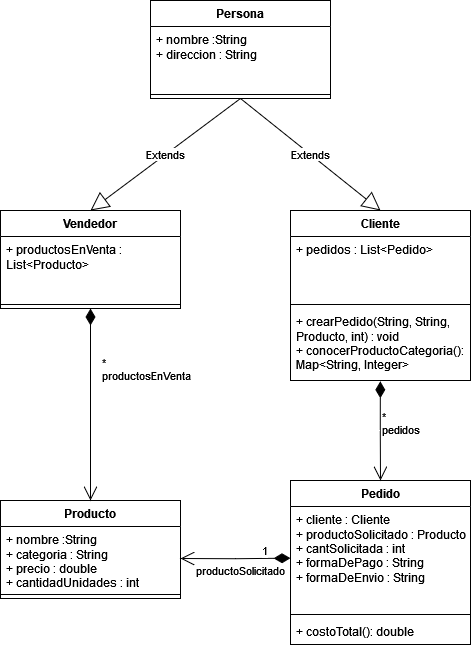 Persona
+ nombre :String
+ direccion : String
Extends
Extends
Vendedor
+ productosEnVenta :
List<Producto>
Cliente
+ pedidos : List<Pedido>
+ crearPedido(String, String,
Producto, int) : void
+ conocerProductoCategoria():
Map<String, Integer>
*
productosEnVenta
*
pedidos
Producto
+ nombre :String
+ categoria : String
+ precio : double
+ cantidadUnidades : int
1
productoSolicitado
Pedido
+ cliente : Cliente
+ productoSolicitado : Producto
+ cantSolicitada : int
+ formaDePago : String
+ formaDeEnvio : String
+ costoTotal(): double